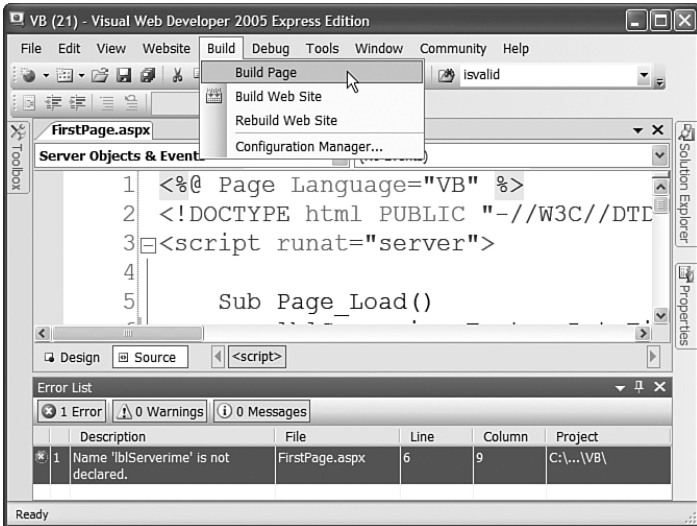 VB (21) - Visual Web Developer 2005 Express Edition
File Edit View Website Build Debug Tools Window Community Help
Build Page
isvalid
Build Web Site
Rebuild Web Site
Configuration Manager...
Toolbox
FirstPage.aspx
Server Objects & Events
(No Events)
Solution Explorer
Properties
1 <%@ Page Language="VB" %>
2 <!DOCTYPE html PUBLIC "-//W3C//DTD
3 <script runat="server">
4
5 Sub Page_Load()
Design Source <script>
Error List
1 Error 0 Warnings 0 Messages
Description File Line Column Project
1 Name 'lblServerime' is not declared. FirstPage.aspx 6 9 C:\...\VB\
Ready